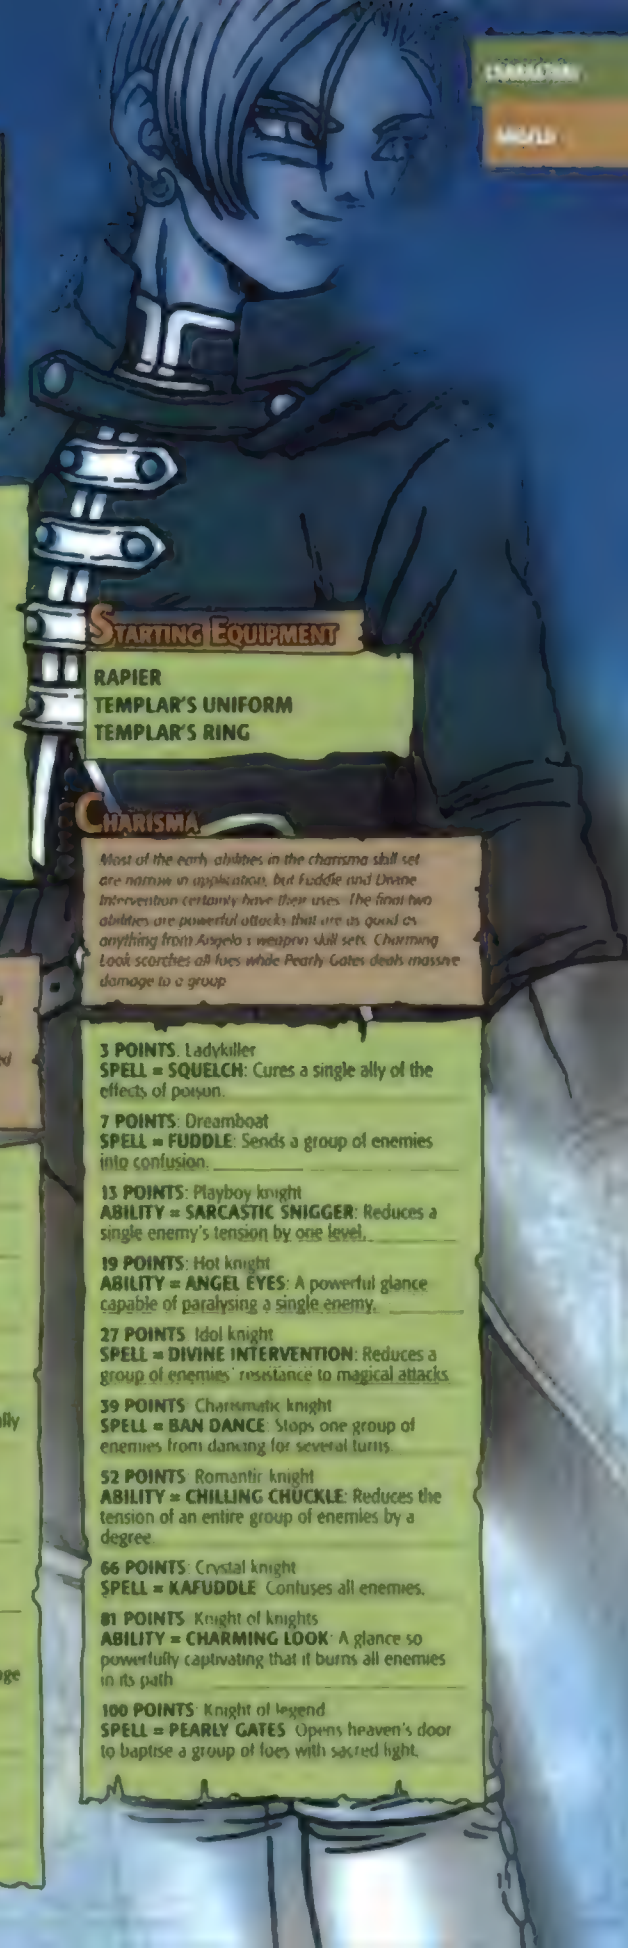 CHARACTERS
ANGELO
STARTING EQUIPMENT
RAPIER
TEMPLAR'S UNIFORM
TEMPLAR'S RING
CHARISMA
Most of the early abilities in the charisma skill set
are narrow in application, but Fuddle and Divine
Intervention certainly have their uses. The final two
abilities are powerful attacks that are as good as
anything from Angelo's weapon skill sets. Charming
Look scorches all foes while Pearly Gates deals massive
damage to a group
ed
ally
nge
3 POINTS: Ladykiller
SPELL = SQUELCH: Cures a single ally of the
effects of poison.
7 POINTS: Dreamboat
SPELL = FUDDLE: Sends a group of enemies
into confusion.
13 POINTS: Playboy knight
ABILITY = SARCASTIC SNIGGER: Reduces a
single enemy's tension by one level.
19 POINTS: Hot knight
ABILITY = ANGEL EYES: A powerful glance
capable of paralysing a single enemy.
27 POINTS: Idol knight
SPELL = DIVINE INTERVENTION: Reduces a
group of enemies' resistance to magical attacks.
39 POINTS: Charismatic knight
SPELL = BAN DANCE: Stops one group of
enemies from dancing for several turns.
52 POINTS: Romantic knight
ABILITY = CHILLING CHUCKLE: Reduces the
tension of an entire group of enemies by a
degree.
66 POINTS: Crystal knight
SPELL = KAFUDDLE: Confuses all enemies.
81 POINTS: Knight of knights
ABILITY = CHARMING LOOK: A glance so
powerfully captivating that it burns all enemies
in its path
100 POINTS: Knight of legend
SPELL = PEARLY GATES: Opens heaven's door
to baptise a group of foes with sacred light.
11